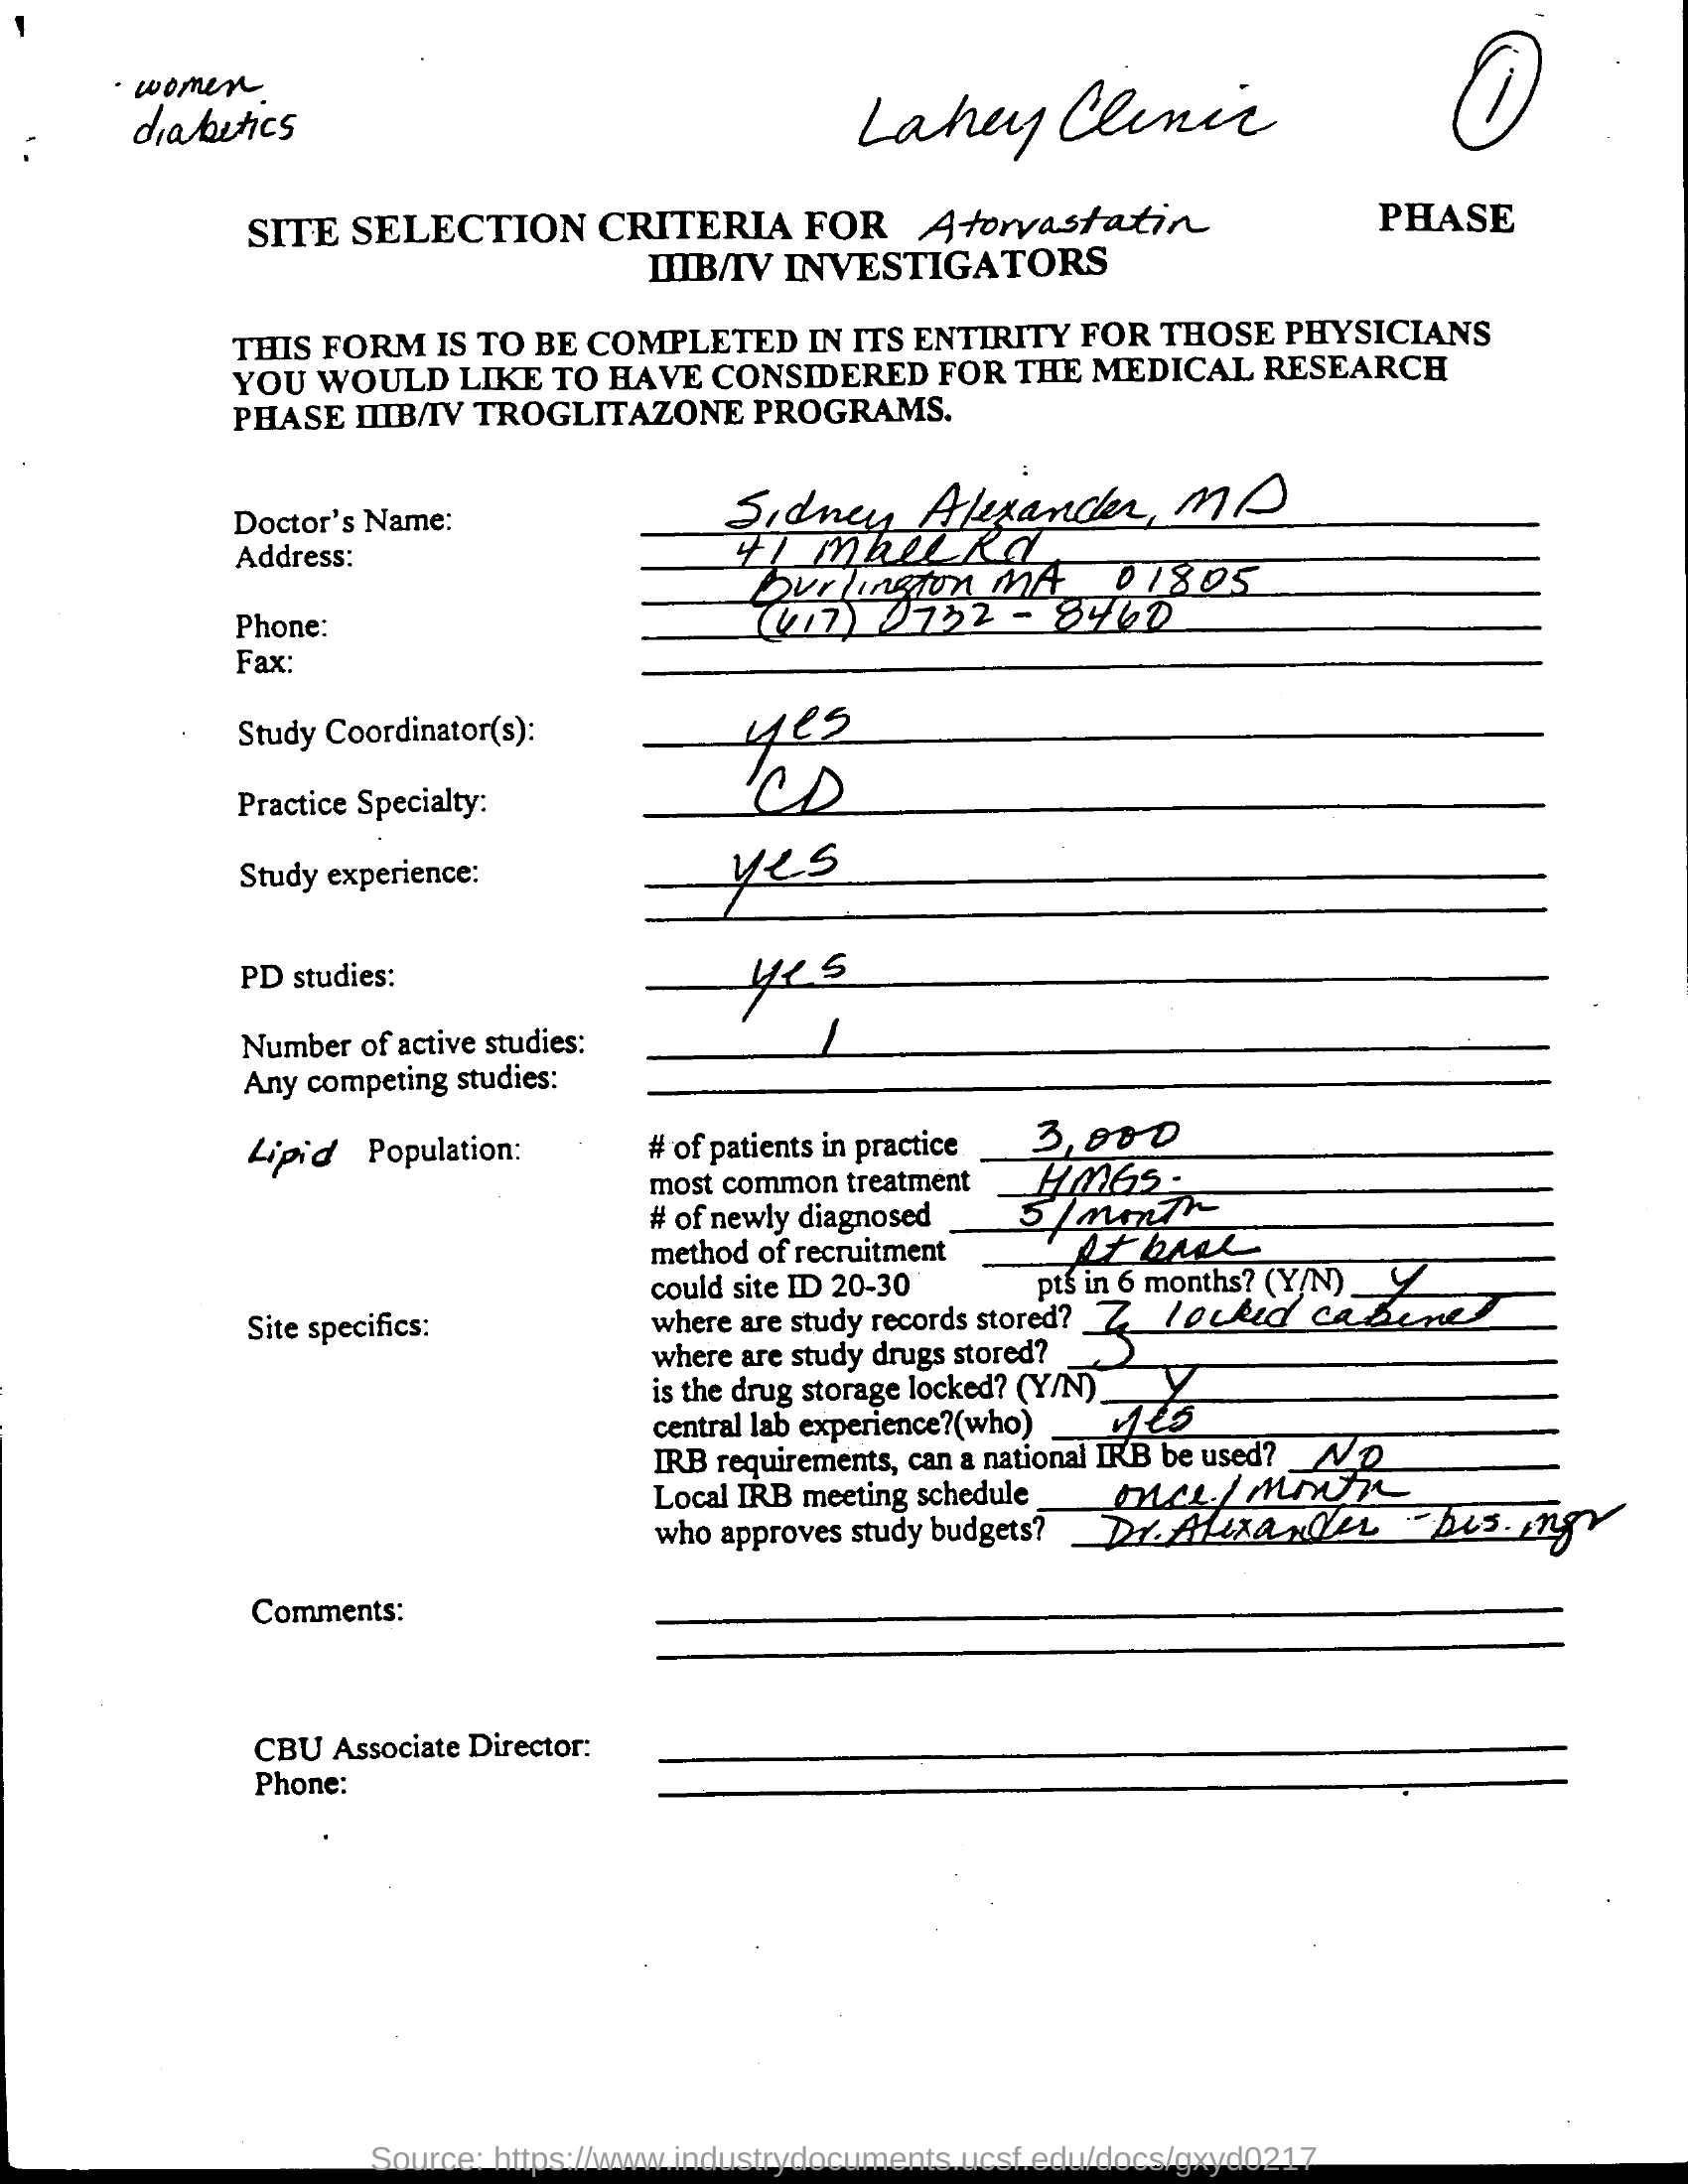 women
diabetics
Lahey Clinic
1
SITE SELECTION CRITERIA FOR Atorvastatin PHASE
IIIB/IV INVESTIGATORS
THIS FORM IS TO BE COMPLETED IN ITS ENTIRITY FOR THOSE PHYSICIANS
YOU WOULD LIKE TO HAVE CONSIDERED FOR THE MEDICAL RESEARCH
PHASE IIIB/IV TROGLITAZONE PROGRAMS.
Doctor's Name: Sidney Alexander, MD
Address: 41 Mall Rd
Burlington MA 01805
Phone: (617) 0732-8460
Fax:
Study Coordinator(s): yes
Practice Specialty: CD
Study experience: yes
PD studies: yes
Number of active studies: 1
Any competing studies:
Lipid Population: # of patients in practice 3,000
most common treatment HMGs.
# of newly diagnosed 5/month
method of recruitment pt base
could site ID 20-30 pts in 6 months? (Y/N) Y
Site specifics: where are study records stored? locked cabinet
where are study drugs stored?
is the drug storage locked? (Y/N) Y
central lab experience?(who) yes
IRB requirements, can a national IRB be used? NO
Local IRB meeting schedule once/month
who approves study budgets? Dr. Alexander - bus. mgr
Comments:
CBU Associate Director:
Phone:
Source: https://www.industrydocuments.ucsf.edu/docs/gxyd0217